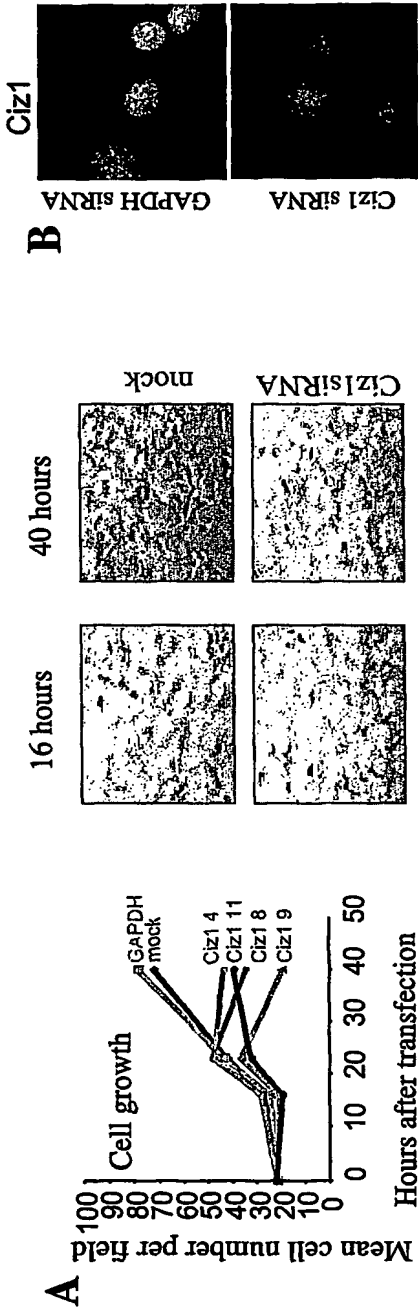 A
Mean cell number per field
100
90
80
70
60
50
40
30
20
10
0
Cell growth
GAPDH
mock
Ciz1 4
Ciz1 11
Ciz1 8
Ciz1 9
0 10 20 30 40 50
Hours after transfection
16 hours
40 hours
mock
Ciz1siRNA
B
Ciz1
GAPDH siRNA
Ciz1 siRNA